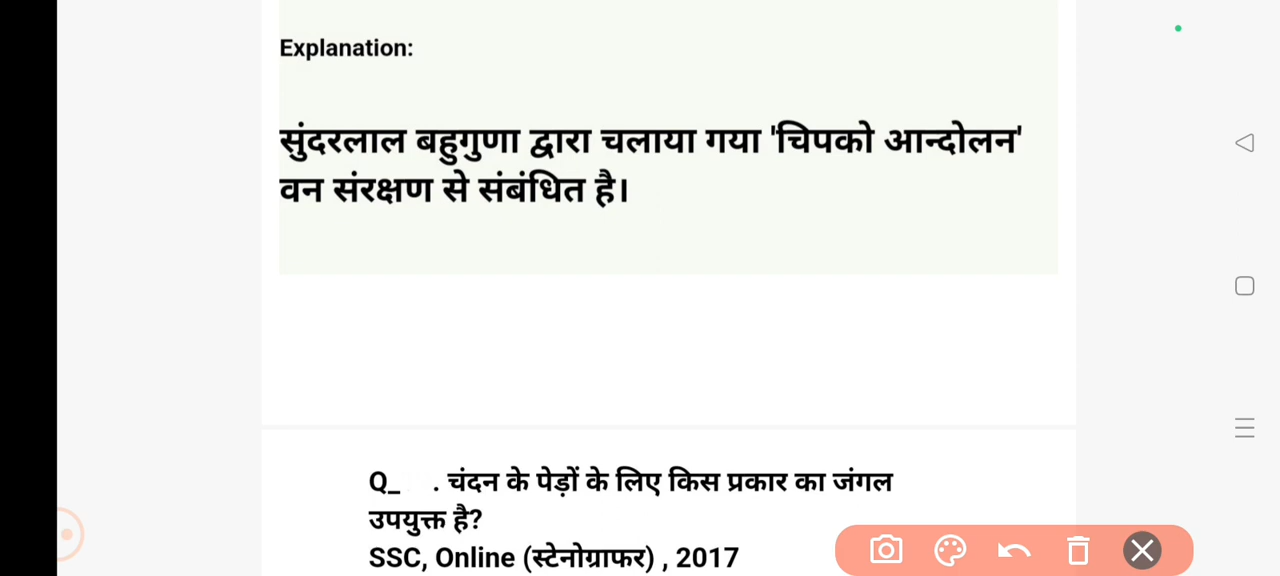 Explanation:
सुंदरलाल बहुगुणा द्वारा चलाया गया 'चिपको आन्दोलन'
वन संरक्षण से संबंधित है।
Q_ . चंदन के पेड़ों के लिए किस प्रकार का जंगल
उपयुक्त है?
SSC, Online (स्टेनोग्राफर) , 2017